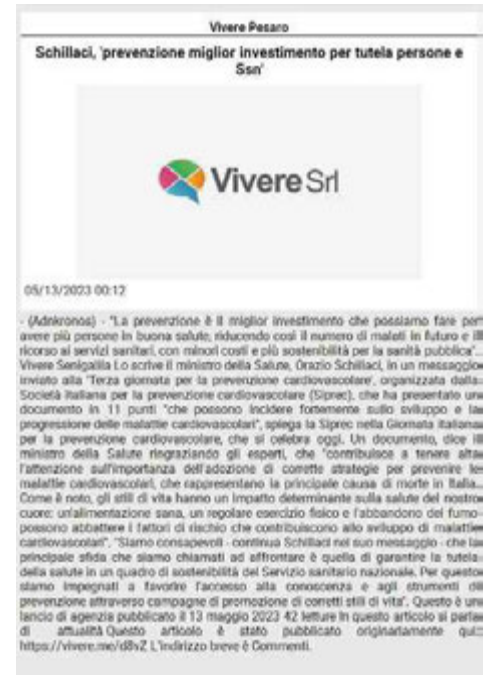 Vivere Pesaro
Schillaci, 'prevenzione miglior investimento per tutela persone e
Ssn'
Vivere Srl
05/13/2023 00:12
- (Adnkronos) - "La prevenzione è il miglior investimento che possiamo fare per
avere più persone in buona salute, riducendo così il numero di malati in futuro e il
ricorso ai servizi sanitari, con minori costi e più sostenibilità per la sanità pubblica"..
Vivere Senigallia Lo scrive il ministro della Salute, Orazio Schillaci, in un messaggio
inviato alla 'Terza giornata per la prevenzione cardiovascolare', organizzata dalla
Società italiana per la prevenzione cardiovascolare (Siprec), che ha presentato un
documento in 11 punti "che possono incidere fortemente sullo sviluppo e la
progressione delle malattie cardiovascolari", spiega la Siprec nella Giornata italiana
per la prevenzione cardiovascolare, che si celebra oggi. Un documento, dice il
ministro della Salute ringraziando gli esperti, che "contribuisce a tenere alta
l'attenzione sull'importanza dell'adozione di corrette strategie per prevenire le
malattie cardiovascolari, che rappresentano la principale causa di morte in Italia..
Come è noto, gli stili di vita hanno un impatto determinante sulla salute del nostro
cuore: un'alimentazione sana, un regolare esercizio fisico e l'abbandono del fumo
possono abbattere i fattori di rischio che contribuiscono allo sviluppo di malattie
cardiovascolari". "Siamo consapevoli - continua Schillaci nel suo messaggio - che la
principale sfida che siamo chiamati ad affrontare è quella di garantire la tutela
della salute in un quadro di sostenibilità del Servizio sanitario nazionale. Per questo
siamo impegnati a favorire l'accesso alla conoscenza e agli strumenti di
prevenzione attraverso campagne di promozione di corretti stili di vita". Questo è un
lancio di agenzia pubblicato il 13 maggio 2023 42 letture In questo articolo si parla
di attualità Questo articolo è stato pubblicato originariamente qui:
https://vivere.me/d8vZ L'indirizzo breve è Commenti.